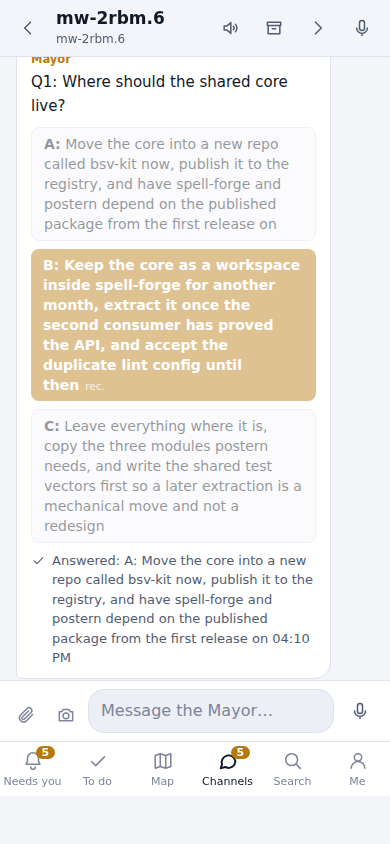 mw-2rbm.6
mw-2rbm.6
Mayor
Q1: Where should the shared core
live?
A: Move the core into a new repo
called bsv-kit now, publish it to the
registry, and have spell-forge and
postern depend on the published
package from the first release on
B: Keep the core as a workspace
inside spell-forge for another
month, extract it once the
second consumer has proved
the API, and accept the
duplicate lint config until
then rec.
C: Leave everything where it is,
copy the three modules postern
needs, and write the shared test
vectors first so a later extraction is a
mechanical move and not a
redesign
Answered: A: Move the core into a new
repo called bsv-kit now, publish it to the
registry, and have spell-forge and
postern depend on the published
package from the first release on 04:10
PM
Message the Mayor...
5 5
Needs you To do Map Channels Search Me